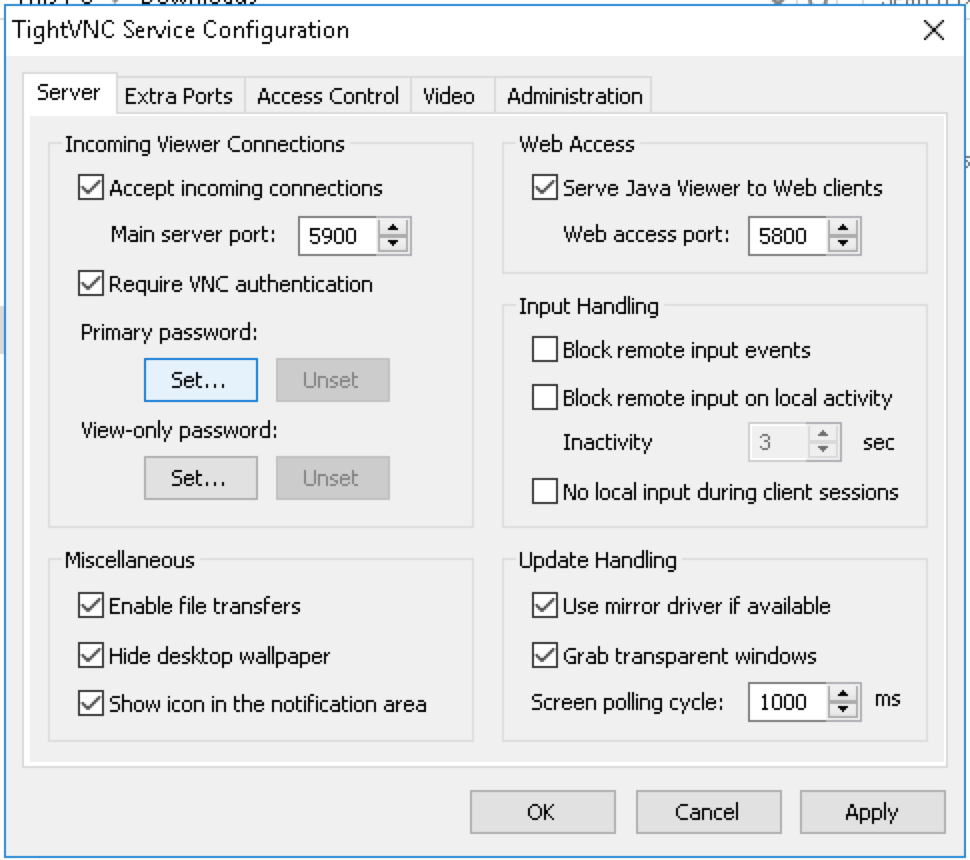 TightVNC Service Configuration
Server Extra Ports Access Control Video Administration
Incoming Viewer Connections
Accept incoming connections
Main server port: 5900
Require VNC authentication
Primary password:
Set... Unset
View-only password:
Set... Unset
Web Access
Serve Java Viewer to Web clients
Web access port: 5800
Input Handling
Block remote input events
Block remote input on local activity
Inactivity 3 sec
No local input during client sessions
Miscellaneous
Enable file transfers
Hide desktop wallpaper
Show icon in the notification area
Update Handling
Use mirror driver if available
Grab transparent windows
Screen polling cycle: 1000 ms
OK Cancel Apply